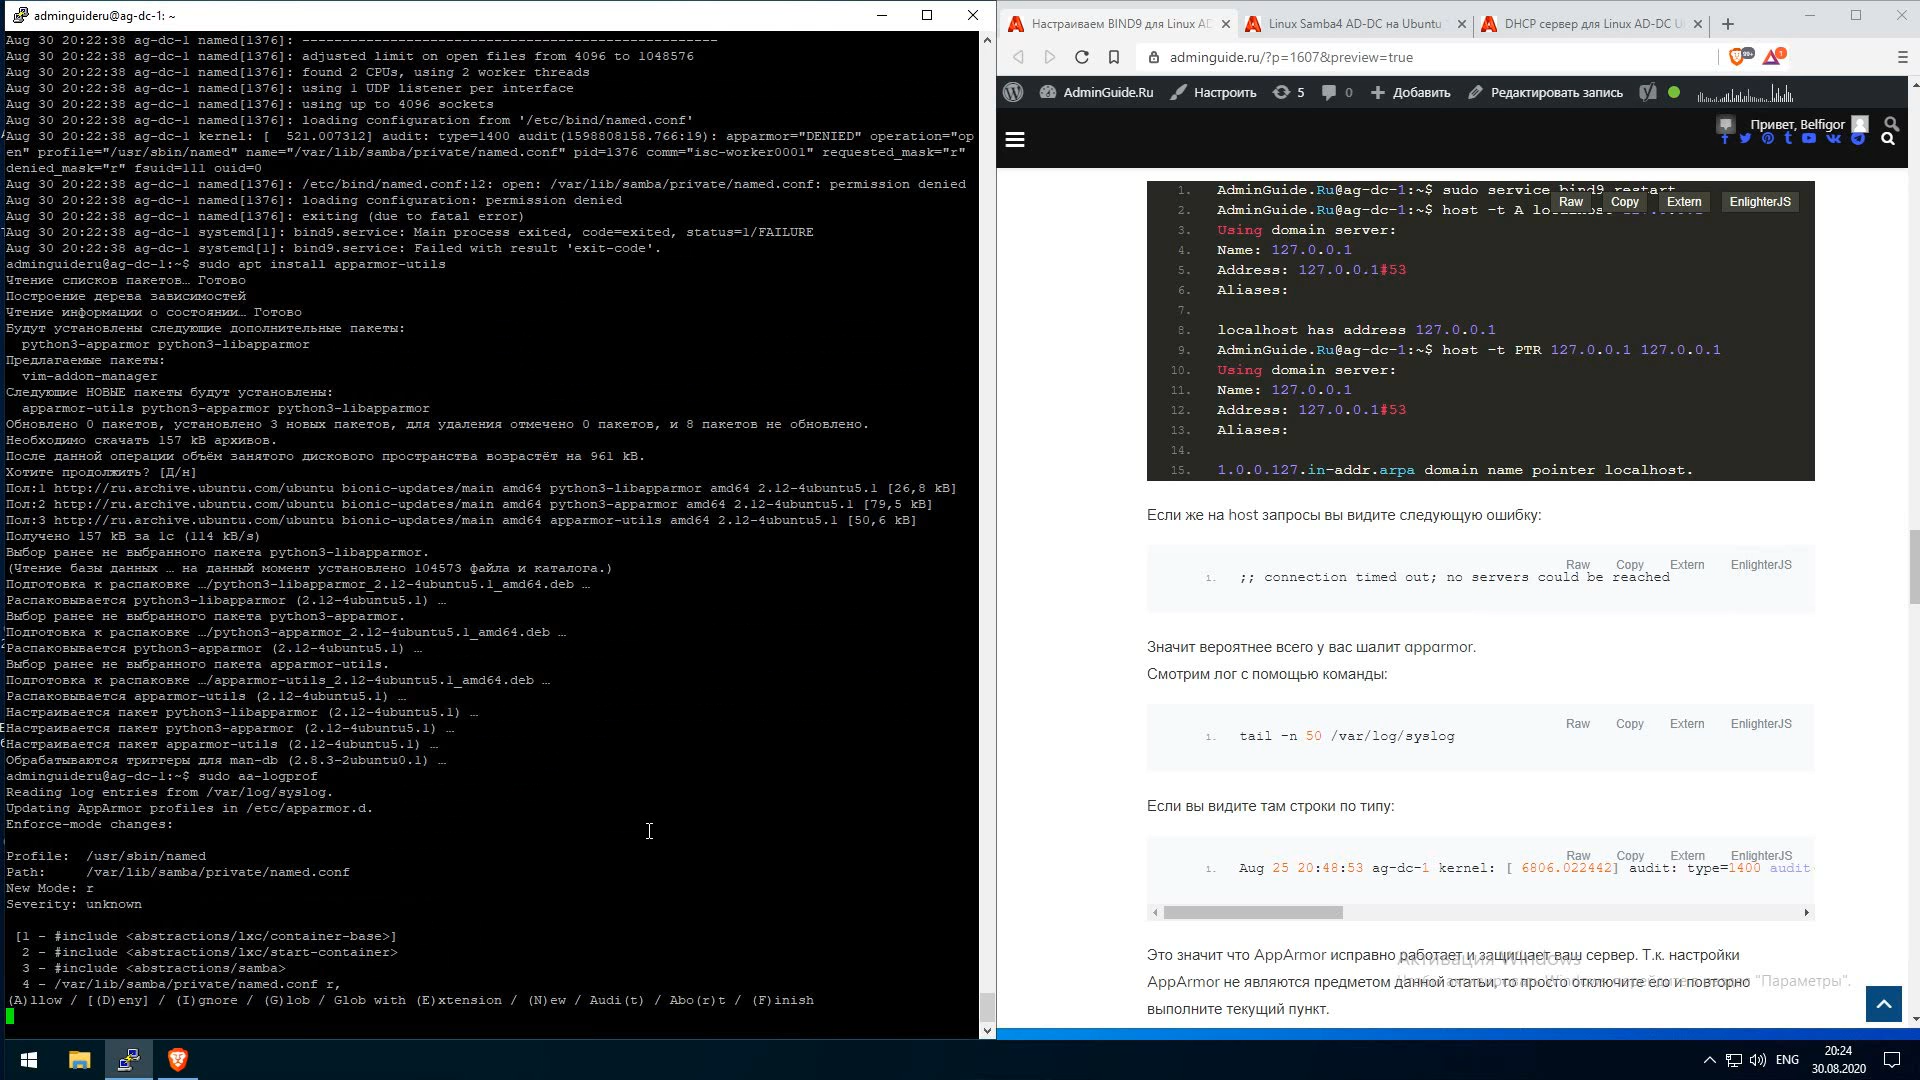 adminguideru@ag-dc-1: ~
Aug 30 20:22:38 ag-dc-1 named[1376]: ----------------------------------------------------
Aug 30 20:22:38 ag-dc-1 named[1376]: adjusted limit on open files from 4096 to 1048576
Aug 30 20:22:38 ag-dc-1 named[1376]: found 2 CPUs, using 2 worker threads
Aug 30 20:22:38 ag-dc-1 named[1376]: using 1 UDP listener per interface
Aug 30 20:22:38 ag-dc-1 named[1376]: using up to 4096 sockets
Aug 30 20:22:38 ag-dc-1 named[1376]: loading configuration from '/etc/bind/named.conf'
Aug 30 20:22:38 ag-dc-1 kernel: [  521.007312] audit: type=1400 audit(1598808158.766:19): apparmor="DENIED" operation="op
en" profile="/usr/sbin/named" name="/var/lib/samba/private/named.conf" pid=1376 comm="isc-worker0001" requested_mask="r"
denied_mask="r" fsuid=111 ouid=0
Aug 30 20:22:38 ag-dc-1 named[1376]: /etc/bind/named.conf:12: open: /var/lib/samba/private/named.conf: permission denied
Aug 30 20:22:38 ag-dc-1 named[1376]: loading configuration: permission denied
Aug 30 20:22:38 ag-dc-1 named[1376]: exiting (due to fatal error)
Aug 30 20:22:38 ag-dc-1 systemd[1]: bind9.service: Main process exited, code=exited, status=1/FAILURE
Aug 30 20:22:38 ag-dc-1 systemd[1]: bind9.service: Failed with result 'exit-code'.
adminguideru@ag-dc-1:~$ sudo apt install apparmor-utils
Чтение списков пакетов… Готово
Построение дерева зависимостей
Чтение информации о состоянии… Готово
Будут установлены следующие дополнительные пакеты:
python3-apparmor python3-libapparmor
Предлагаемые пакеты:
vim-addon-manager
Следующие НОВЫЕ пакеты будут установлены:
apparmor-utils python3-apparmor python3-libapparmor
Обновлено 0 пакетов, установлено 3 новых пакетов, для удаления отмечено 0 пакетов, и 8 пакетов не обновлено.
Необходимо скачать 157 kB архивов.
После данной операции объём занятого дискового пространства возрастёт на 961 kB.
Хотите продолжить? [Д/н]
Пол:1 http://ru.archive.ubuntu.com/ubuntu bionic-updates/main amd64 python3-libapparmor amd64 2.12-4ubuntu5.1 [26,8 kB]
Пол:2 http://ru.archive.ubuntu.com/ubuntu bionic-updates/main amd64 python3-apparmor amd64 2.12-4ubuntu5.1 [79,5 kB]
Пол:3 http://ru.archive.ubuntu.com/ubuntu bionic-updates/main amd64 apparmor-utils amd64 2.12-4ubuntu5.1 [50,6 kB]
Получено 157 kB за 1с (114 kB/s)
Выбор ранее не выбранного пакета python3-libapparmor.
(Чтение базы данных … на данный момент установлено 104573 файла и каталога.)
Подготовка к распаковке …/python3-libapparmor_2.12-4ubuntu5.1_amd64.deb …
Распаковывается python3-libapparmor (2.12-4ubuntu5.1) …
Выбор ранее не выбранного пакета python3-apparmor.
Подготовка к распаковке …/python3-apparmor_2.12-4ubuntu5.1_amd64.deb …
Распаковывается python3-apparmor (2.12-4ubuntu5.1) …
Выбор ранее не выбранного пакета apparmor-utils.
Подготовка к распаковке …/apparmor-utils_2.12-4ubuntu5.1_amd64.deb …
Распаковывается apparmor-utils (2.12-4ubuntu5.1) …
Настраивается пакет python3-libapparmor (2.12-4ubuntu5.1) …
Настраивается пакет python3-apparmor (2.12-4ubuntu5.1) …
Настраивается пакет apparmor-utils (2.12-4ubuntu5.1) …
Обрабатываются триггеры для man-db (2.8.3-2ubuntu0.1) …
adminguideru@ag-dc-1:~$ sudo aa-logprof
Reading log entries from /var/log/syslog.
Updating AppArmor profiles in /etc/apparmor.d.
Enforce-mode changes:
Profile:  /usr/sbin/named
Path:     /var/lib/samba/private/named.conf
New Mode: r
Severity: unknown
[1 - #include <abstractions/lxc/container-base>]
2 - #include <abstractions/lxc/start-container>
3 - #include <abstractions/samba>
4 - /var/lib/samba/private/named.conf r,
(A)llow / [(D)eny] / (I)gnore / (G)lob / Glob with (E)xtension / (N)ew / Audi(t) / Abo(r)t / (F)inish
Настраиваем BIND9 для Linux AD
Linux Samba4 AD-DC на Ubuntu
DHCP сервер для Linux AD-DC U
adminguide.ru/?p=1607&preview=true
99+
1
AdminGuide.Ru
Настроить
5
0
Добавить
Редактировать запись
Привет, Belfigor
1. AdminGuide.Ru@ag-dc-1:~$ sudo service bind9 restart
Raw Copy Extern EnlighterJS
2. AdminGuide.Ru@ag-dc-1:~$ host -t A
3. Using domain server:
4. Name: 127.0.0.1
5. Address: 127.0.0.1#53
6. Aliases:
7.
8. localhost has address 127.0.0.1
9. AdminGuide.Ru@ag-dc-1:~$ host -t PTR 127.0.0.1 127.0.0.1
10. Using domain server:
11. Name: 127.0.0.1
12. Address: 127.0.0.1#53
13. Aliases:
14.
15. 1.0.0.127.in-addr.arpa domain name pointer localhost.
Если же на host запросы вы видите следующую ошибку:
Raw Copy Extern EnlighterJS
1. ;; connection timed out; no servers could be reached
Значит вероятнее всего у вас шалит apparmor.
Смотрим лог с помощью команды:
Raw Copy Extern EnlighterJS
1. tail -n 50 /var/log/syslog
Если вы видите там строки по типу:
Raw Copy Extern EnlighterJS
1. Aug 25 20:48:53 ag-dc-1 kernel: [ 6806.022442] audit: type=1400 audit
Это значит что AppArmor исправно работает и защищает ваш сервер. Т.к. настройки
Активация Windows
AppArmor не являются предметом данной статьи, то просто отключите его и повторно
"Параметры".
выполните текущий пункт.
ENG
20:24
30.08.2020